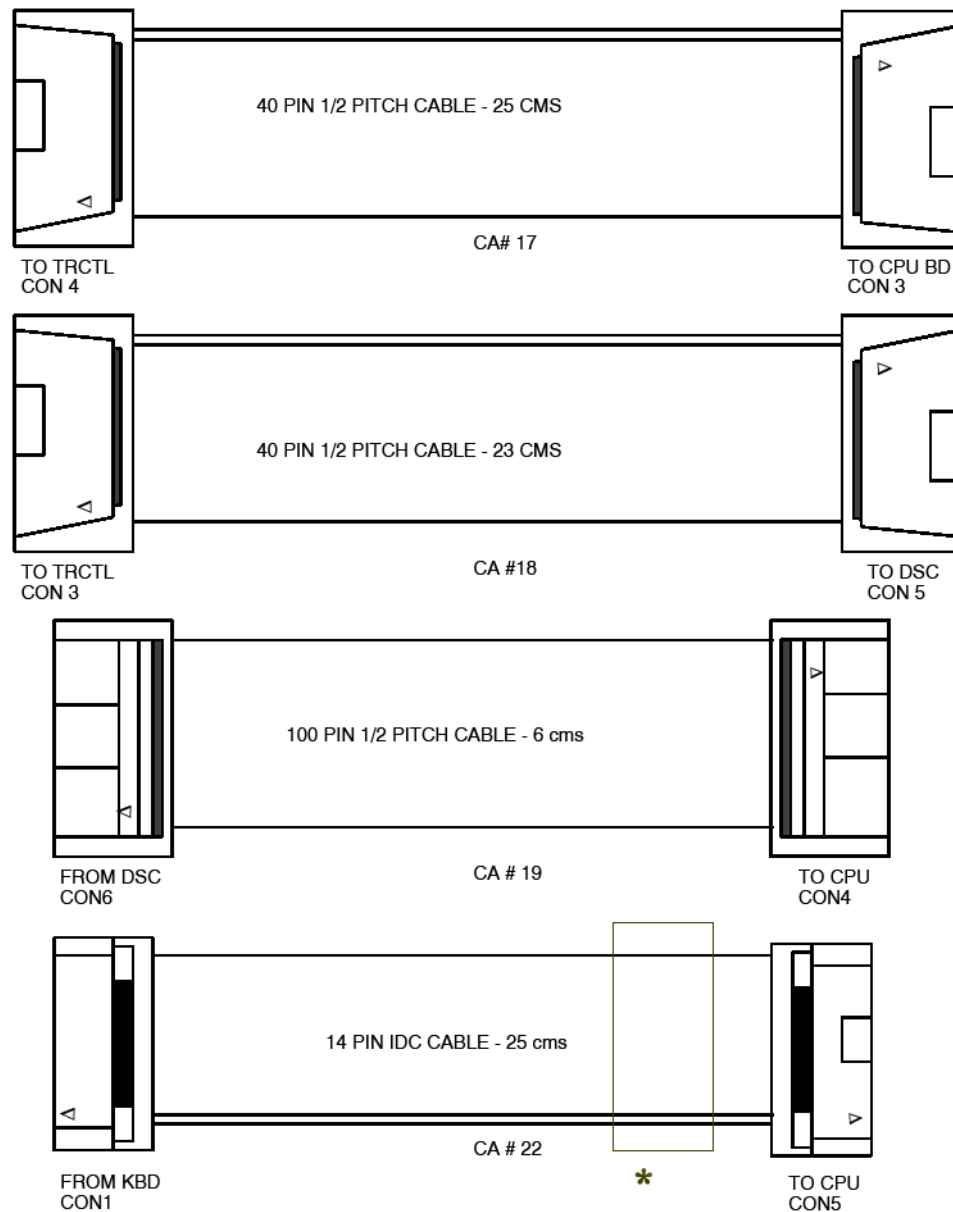 40 PIN 1/2 PITCH CABLE - 25 CMS
CA# 17
TO TRCTL
CON 4
TO CPU BD
CON 3
40 PIN 1/2 PITCH CABLE - 23 CMS
CA #18
TO TRCTL
CON 3
TO DSC
CON 5
100 PIN 1/2 PITCH CABLE - 6 cms
FROM DSC
CON6
CA # 19
TO CPU
CON4
14 PIN IDC CABLE - 25 cms
CA # 22
*
FROM KBD
CON1
TO CPU
CON5